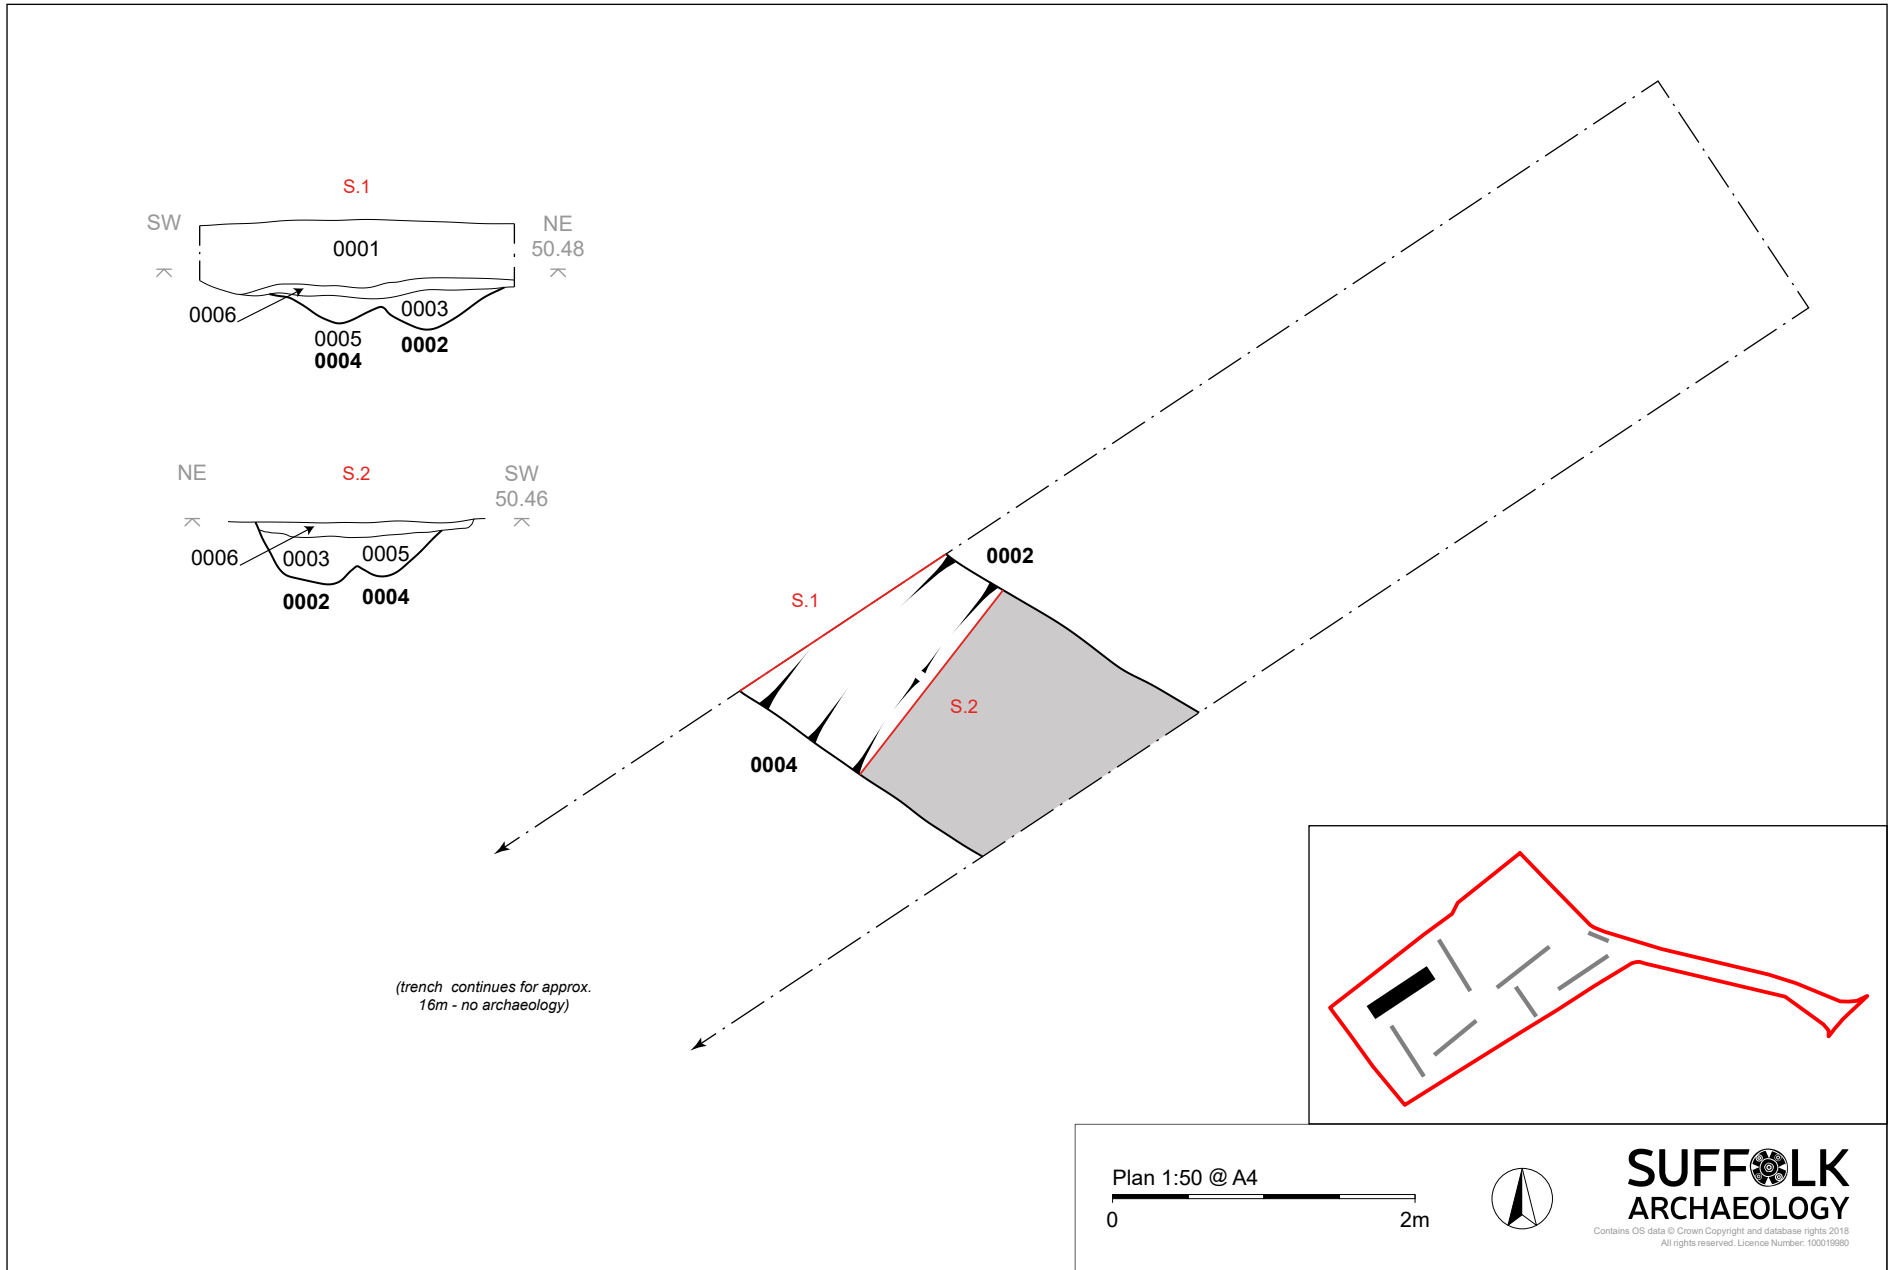 S.1
SW
NE
50.48
0001
0006
0003
0005
0004
0002
NE
S.2
SW
50.46
0006
0003
0005
0002
0004
0002
S.1
S.2
0004
(trench continues for approx.
16m - no archaeology)
Plan 1:50 @ A4
0
2m
SUFFOLK
ARCHAEOLOGY
Contains OS data © Crown Copyright and database rights 2018
All rights reserved. Licence Number: 100019980